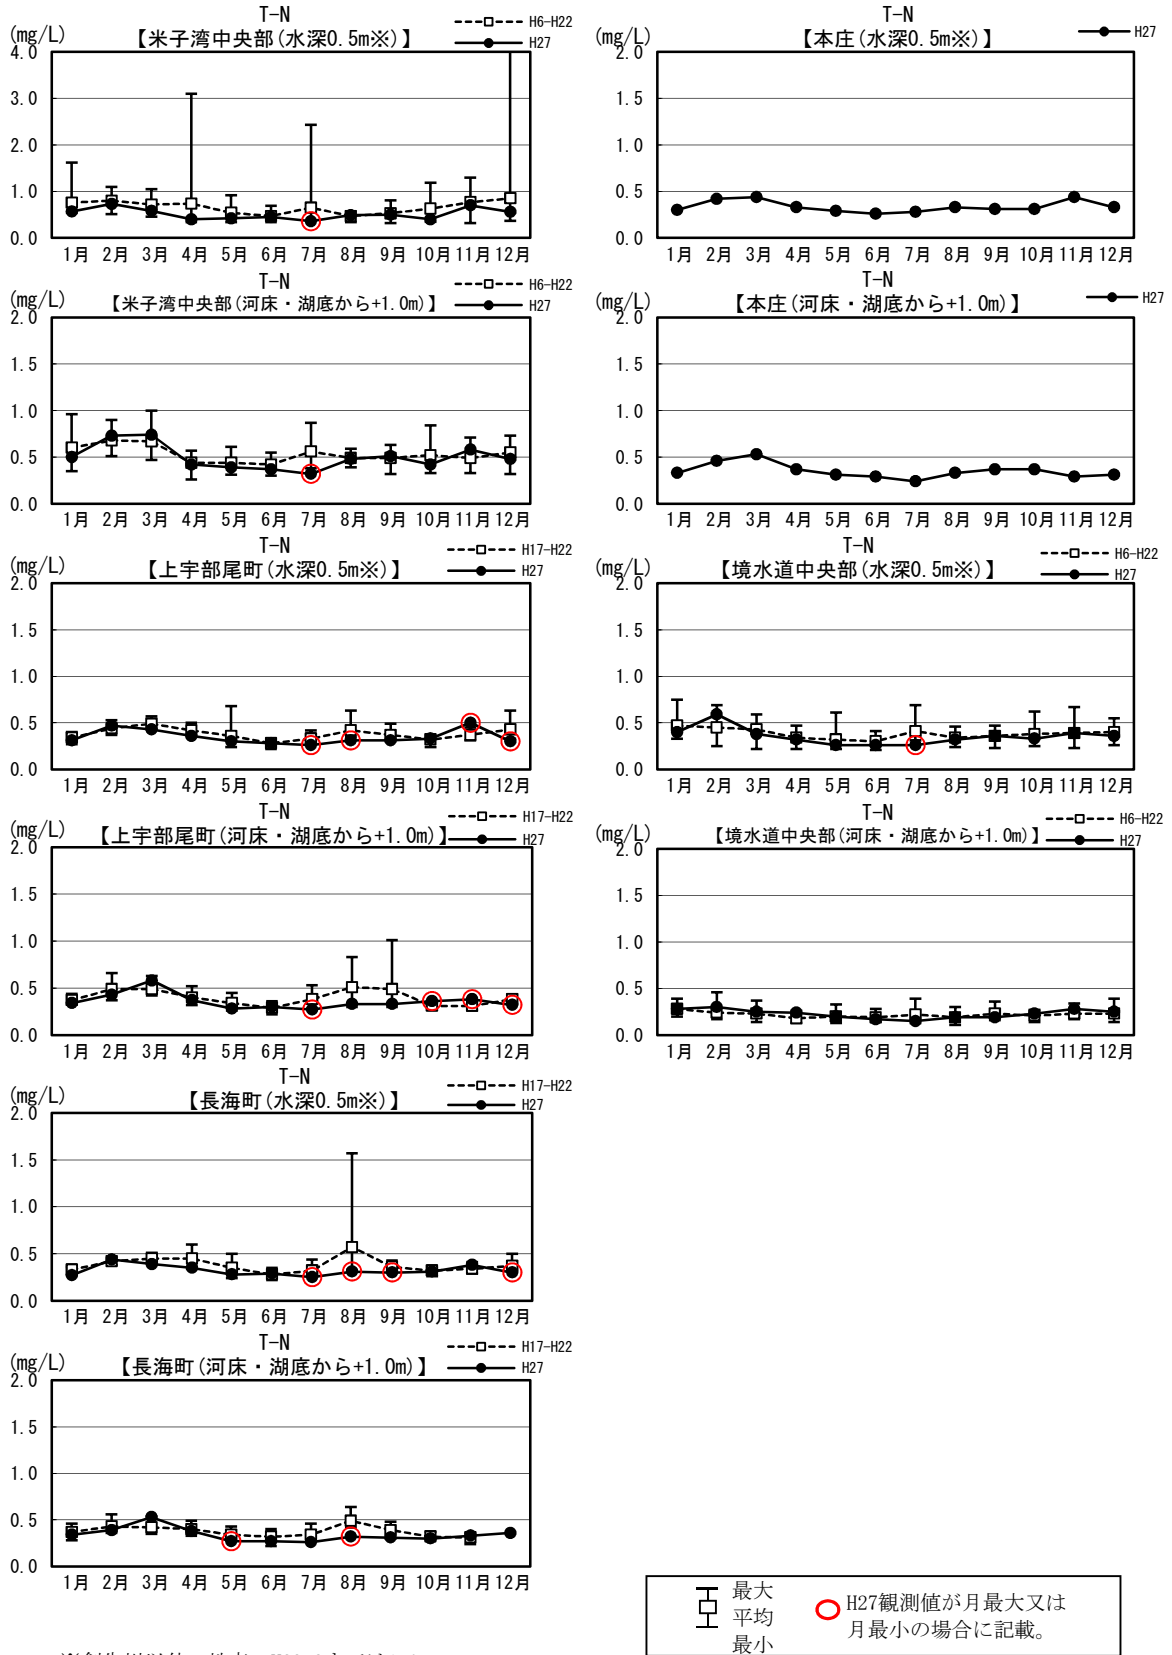 T-N
【米子湾中央部(水深0.5m※)】
H6-H22
H27
(mg/L)
4.0
3.0
2.0
1.0
0.0
1月 2月 3月 4月 5月 6月 7月 8月 9月 10月 11月 12月
T-N
【本庄(水深0.5m※)】
H27
(mg/L)
2.0
1.5
1.0
0.5
0.0
1月 2月 3月 4月 5月 6月 7月 8月 9月 10月 11月 12月
T-N
【米子湾中央部(河床・湖底から+1.0m)】
H6-H22
H27
(mg/L)
2.0
1.5
1.0
0.5
0.0
1月 2月 3月 4月 5月 6月 7月 8月 9月 10月 11月 12月
T-N
【本庄(河床・湖底から+1.0m)】
H27
(mg/L)
2.0
1.5
1.0
0.5
0.0
1月 2月 3月 4月 5月 6月 7月 8月 9月 10月 11月 12月
T-N
【上宇部尾町(水深0.5m※)】
H17-H22
H27
(mg/L)
2.0
1.5
1.0
0.5
0.0
1月 2月 3月 4月 5月 6月 7月 8月 9月 10月 11月 12月
T-N
【境水道中央部(水深0.5m※)】
H6-H22
H27
(mg/L)
2.0
1.5
1.0
0.5
0.0
1月 2月 3月 4月 5月 6月 7月 8月 9月 10月 11月 12月
T-N
【上宇部尾町(河床・湖底から+1.0m)】
H17-H22
H27
(mg/L)
2.0
1.5
1.0
0.5
0.0
1月 2月 3月 4月 5月 6月 7月 8月 9月 10月 11月 12月
T-N
【境水道中央部(河床・湖底から+1.0m)】
H6-H22
H27
(mg/L)
2.0
1.5
1.0
0.5
0.0
1月 2月 3月 4月 5月 6月 7月 8月 9月 10月 11月 12月
T-N
【長海町(水深0.5m※)】
H17-H22
H27
(mg/L)
2.0
1.5
1.0
0.5
0.0
1月 2月 3月 4月 5月 6月 7月 8月 9月 10月 11月 12月
T-N
【長海町(河床・湖底から+1.0m)】
H17-H22
H27
(mg/L)
2.0
1.5
1.0
0.5
0.0
1月 2月 3月 4月 5月 6月 7月 8月 9月 10月 11月 12月
最大
平均
最小
H27観測値が月最大又は
月最小の場合に記載。